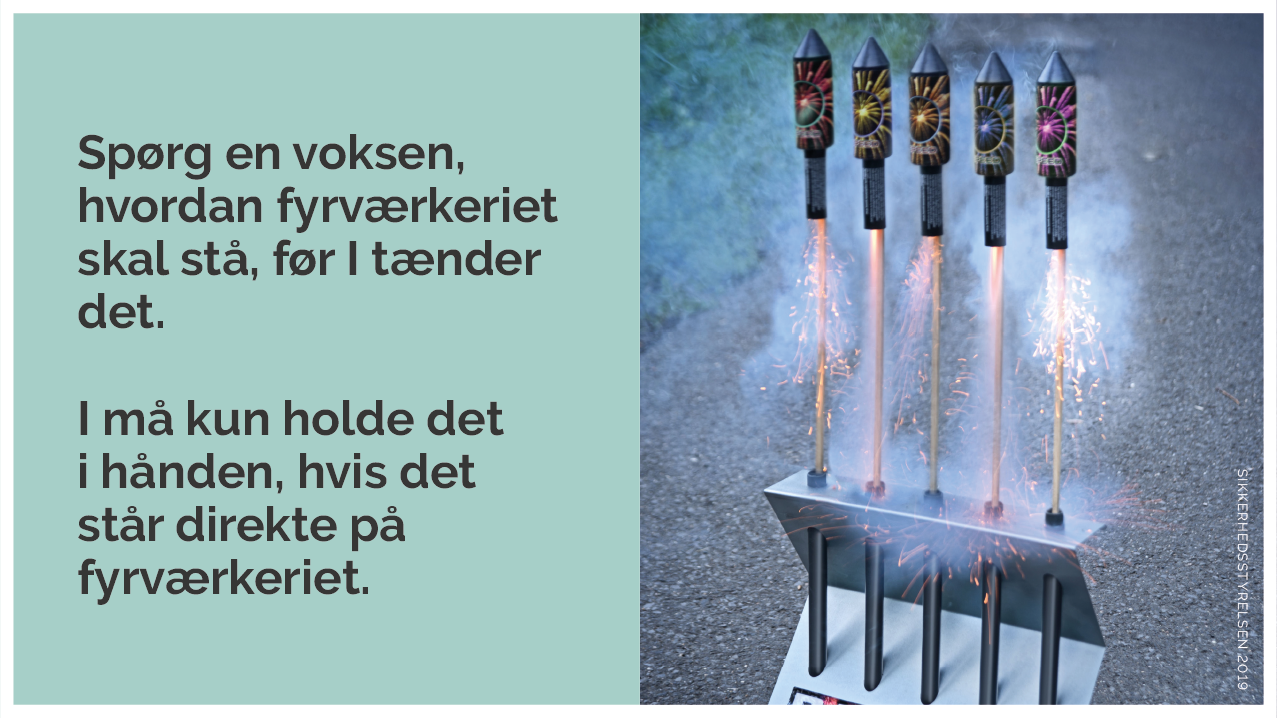 Spørg en voksen,
hvordan fyrværkeriet
skal stå, før I tænder
det.
I må kun holde det
i hånden, hvis det
står direkte på
fyrværkeriet.
SIKKERHEDSSTYRELSEN 2019